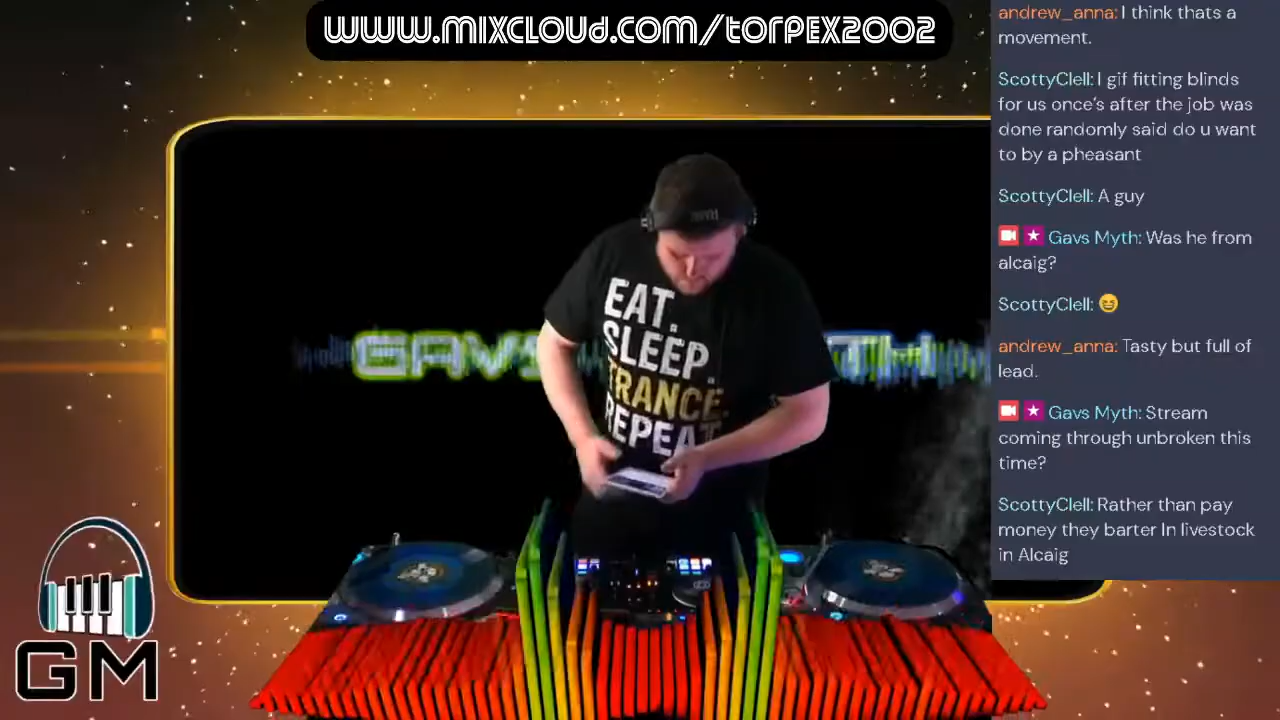 www.mixcloud.com/torpex2002
andrew_anna: I think thats a
movement.
ScottyClell: I gif fitting blinds
for us once's after the job was
done randomly said do u want
to by a pheasant
ScottyClell: A guy
Gavs Myth: Was he from
alcaig?
ScottyClell: 😆
andrew_anna: Tasty but full of
lead.
Gavs Myth: Stream
coming through unbroken this
time?
ScottyClell: Rather than pay
money they barter In livestock
in Alcaig
EAT.
SLEEP.
TRANCE.
REPEAT
GAVS
GM